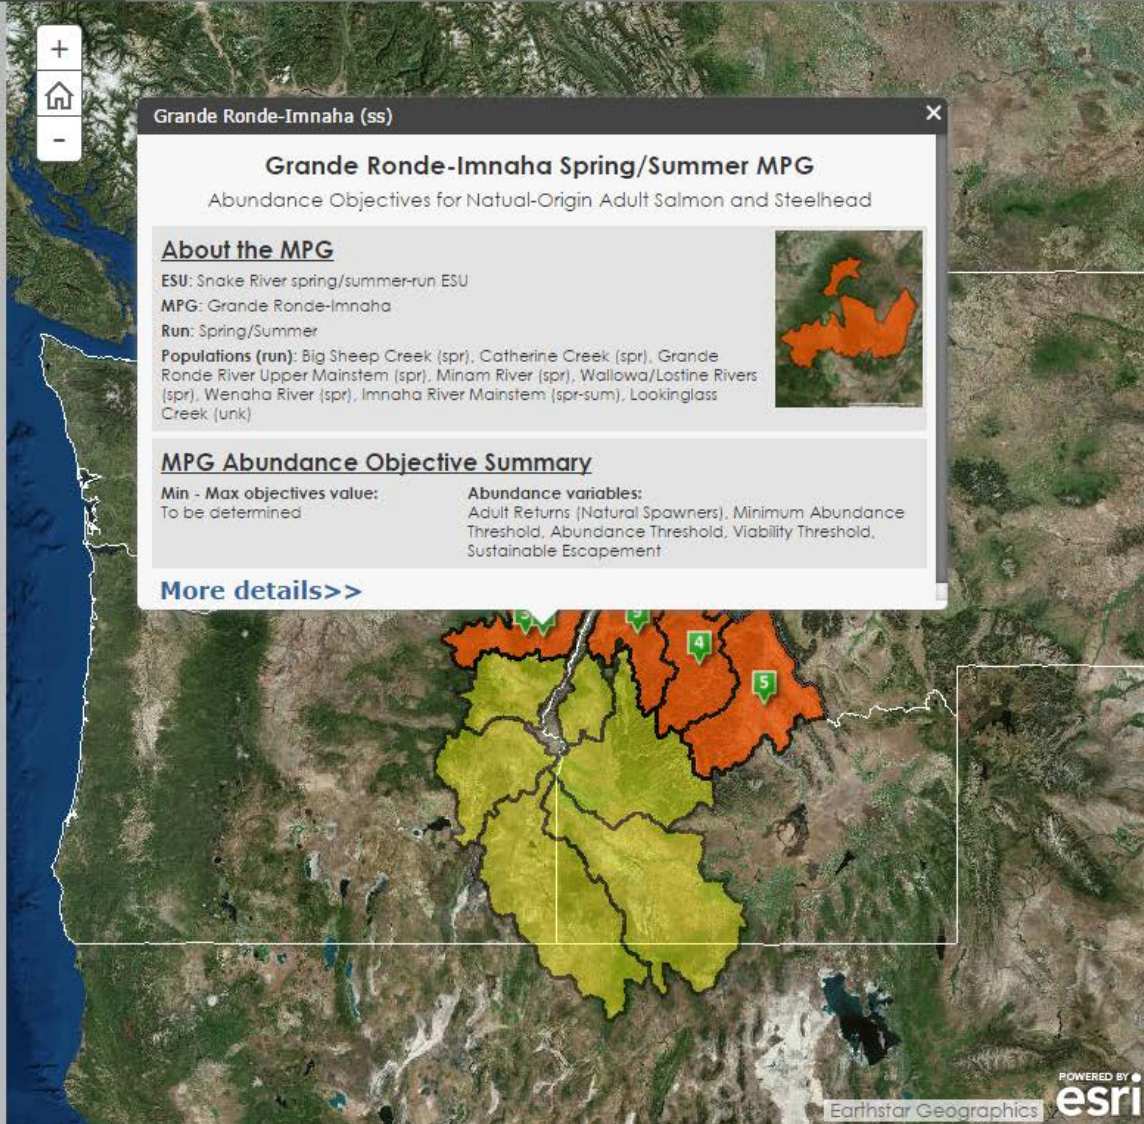 +
-
Grande Ronde-Imnaha (ss)
×
Grande Ronde-Imnaha Spring/Summer MPG
Abundance Objectives for Natual-Origin Adult Salmon and Steelhead
About the MPG
ESU: Snake River spring/summer-run ESU
MPG: Grande Ronde-Imnaha
Run: Spring/Summer
Populations (run): Big Sheep Creek (spr), Catherine Creek (spr), Grande
Ronde River Upper Mainstem (spr), Minam River (spr), Wallowa/Lostine Rivers
(spr), Wenaha River (spr), Imnaha River Mainstem (spr-sum), Lookinglass
Creek (unk)
MPG Abundance Objective Summary
Min - Max objectives value:
To be determined
Abundance variables:
Adult Returns (Natural Spawners), Minimum Abundance
Threshold, Abundance Threshold, Viability Threshold,
Sustainable Escapement
More details>>
4
5
POWERED BY
esri
Earthstar Geographics